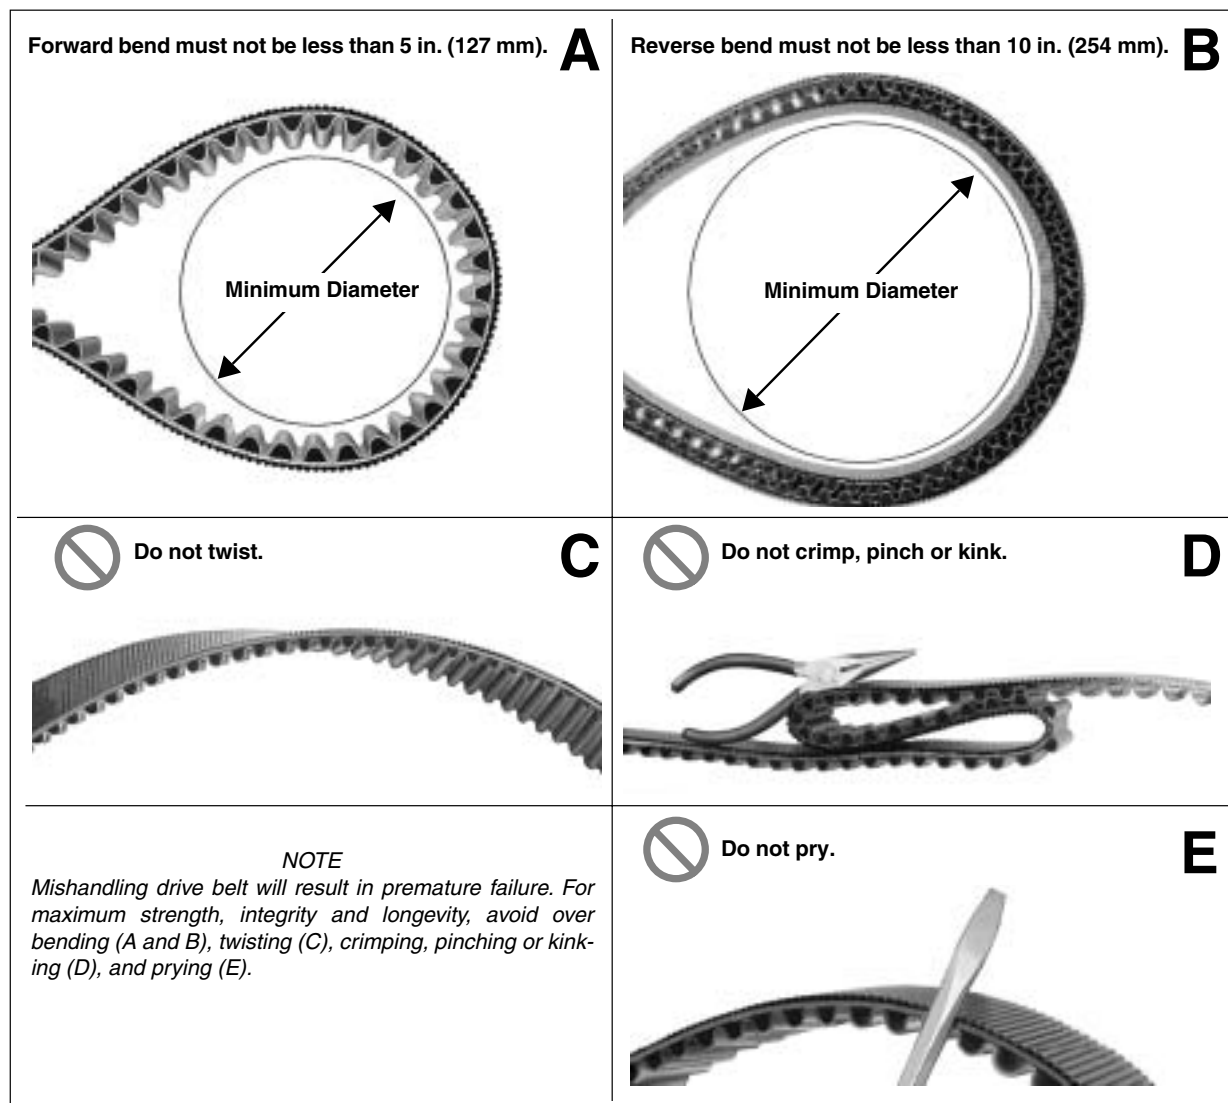 Forward bend must not be less than 5 in. (127 mm).
A
Minimum Diameter
Reverse bend must not be less than 10 in. (254 mm).
B
Minimum Diameter
Do not twist.
C
Do not crimp, pinch or kink.
D
NOTE
Mishandling drive belt will result in premature failure. For
maximum strength, integrity and longevity, avoid over
bending (A and B), twisting (C), crimping, pinching or kink-
ing (D), and prying (E).
Do not pry.
E